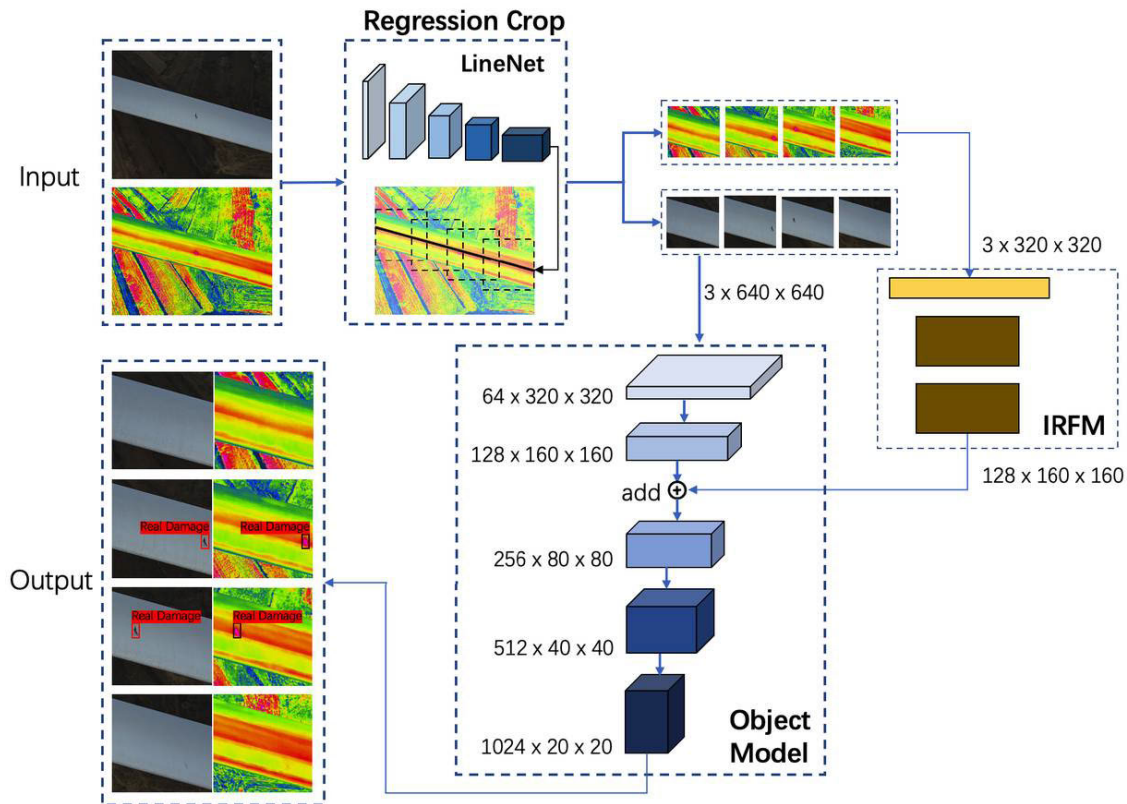 Regression Crop
LineNet
Input
3 x 320 x 320
3 x 640 x 640
IRFM
64 x 320 x 320
128 x 160 x 160
128 x 160 x 160
add
256 x 80 x 80
512 x 40 x 40
1024 x 20 x 20
Object
Model
Output
Real Damage
Real Damage
Real Damage
Real Damage